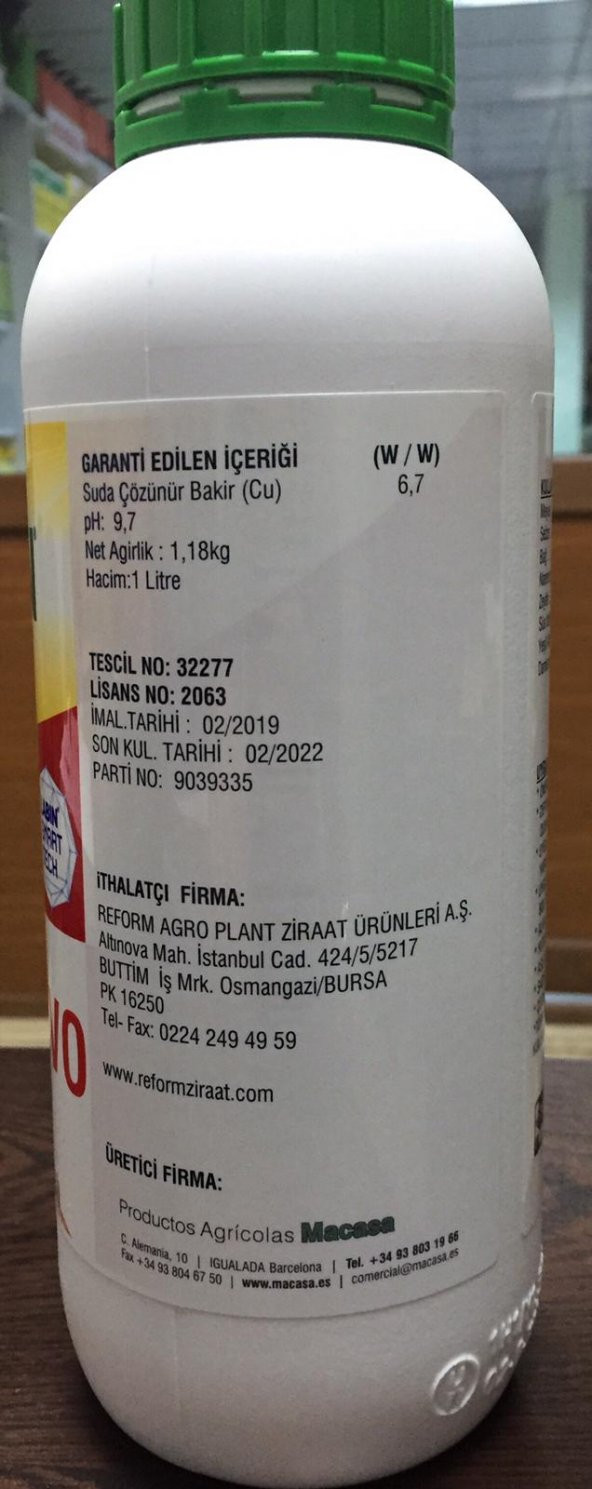 GARANTİ EDİLEN İÇERİĞİ (W / W)
Suda Çözünür Bakir (Cu) 6,7
pH: 9,7
Net Agirlik : 1,18kg
Hacim:1 Litre
TESCİL NO: 32277
LİSANS NO: 2063
İMAL.TARİHİ : 02/2019
SON KUL. TARİHİ : 02/2022
PARTİ NO: 9039335
İTHALATÇI FİRMA:
REFORM AGRO PLANT ZİRAAT ÜRÜNLERİ A.Ş.
Altınova Mah. İstanbul Cad. 424/5/5217
BUTTİM İş Mrk. Osmangazi/BURSA
PK 16250
Tel- Fax: 0224 249 49 59
www.reformziraat.com
ÜRETİCİ FİRMA:
Productos Agrícolas Macasa
C. Alemania, 10 | IGUALADA Barcelona | Tel. +34 93 803 19 66
Fax +34 93 804 67 50 | www.macasa.es | comercial@macasa.es